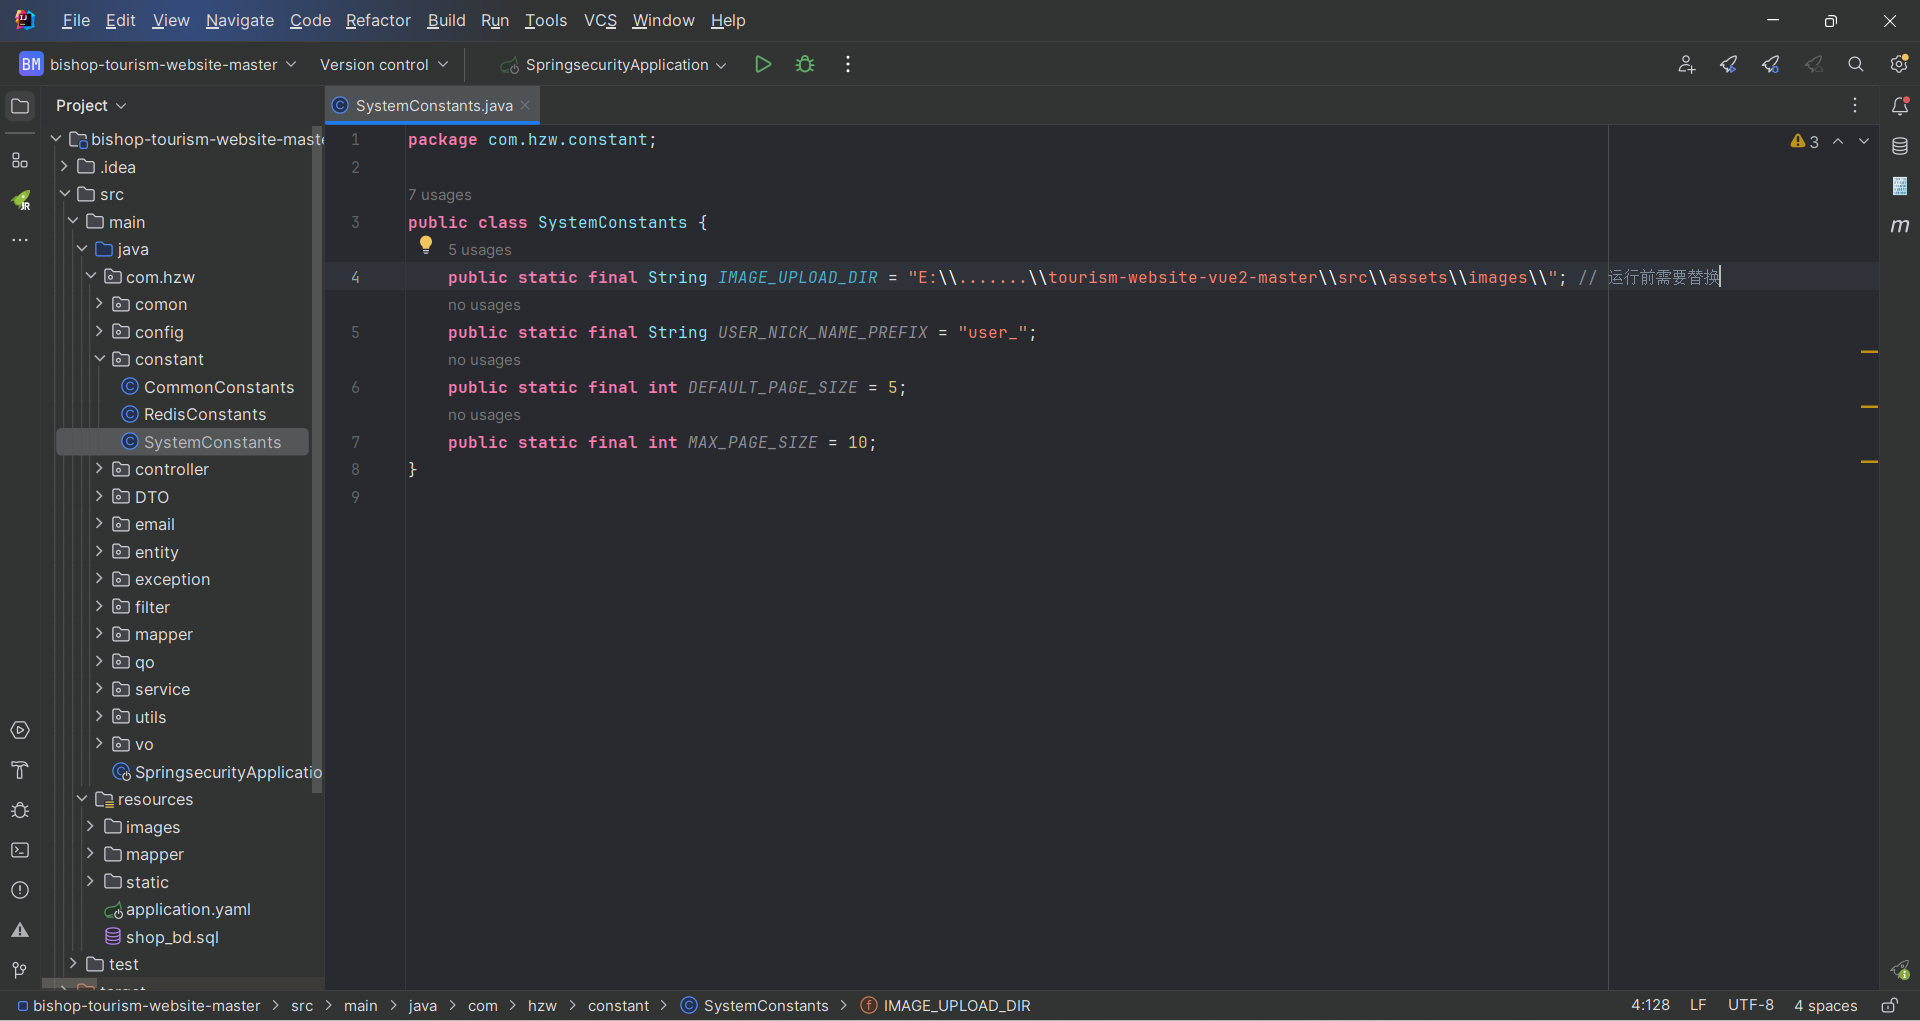 File Edit View Navigate Code Refactor Build Run Tools VCS Window Help
BM bishop-tourism-website-master Version control SpringsecurityApplication
Project
SystemConstants.java
bishop-tourism-website-maste
.idea
src
main
java
com.hzw
comon
config
constant
CommonConstants
RedisConstants
SystemConstants
controller
DTO
email
entity
exception
filter
mapper
qo
service
utils
vo
SpringsecurityApplicatio
resources
images
mapper
static
application.yaml
shop_bd.sql
test
target
1 package com.hzw.constant;
2
7 usages
3 public class SystemConstants {
5 usages
4 public static final String IMAGE_UPLOAD_DIR = "E:\\.......\\tourism-website-vue2-master\\src\\assets\\images\\"; // 运行前需要替换
no usages
5 public static final String USER_NICK_NAME_PREFIX = "user_";
no usages
6 public static final int DEFAULT_PAGE_SIZE = 5;
no usages
7 public static final int MAX_PAGE_SIZE = 10;
8 }
9
3
m
bishop-tourism-website-master > src > main > java > com > hzw > constant > SystemConstants > IMAGE_UPLOAD_DIR
4:128 LF UTF-8 4 spaces